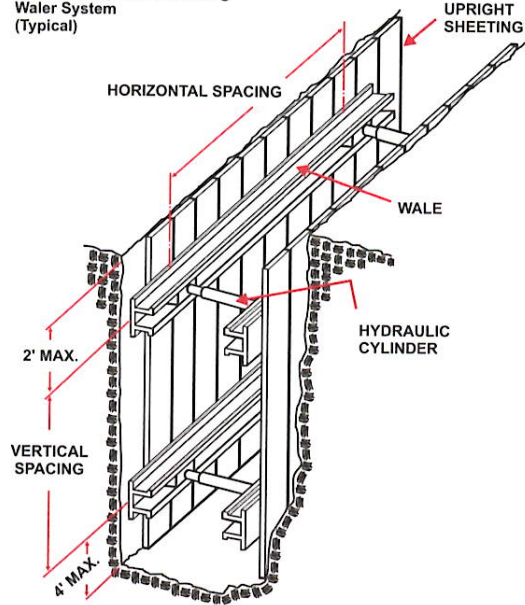 Waler System
(Typical)
UPRIGHT
SHEETING
HORIZONTAL SPACING
WALE
HYDRAULIC
CYLINDER
2' MAX.
VERTICAL
SPACING
4' MAX.